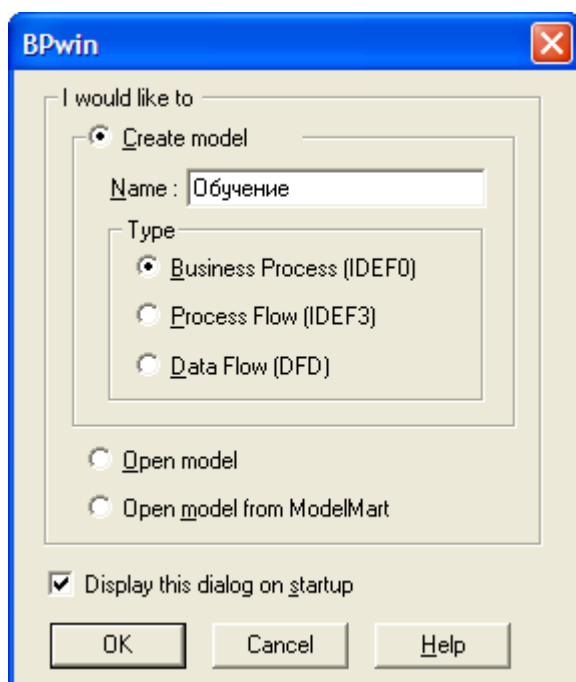 BPwin
I would like to
Create model
Name : Обучение
Type
Business Process (IDEF0)
Process Flow (IDEF3)
Data Flow (DFD)
Open model
Open model from ModelMart
Display this dialog on startup
OK Cancel Help